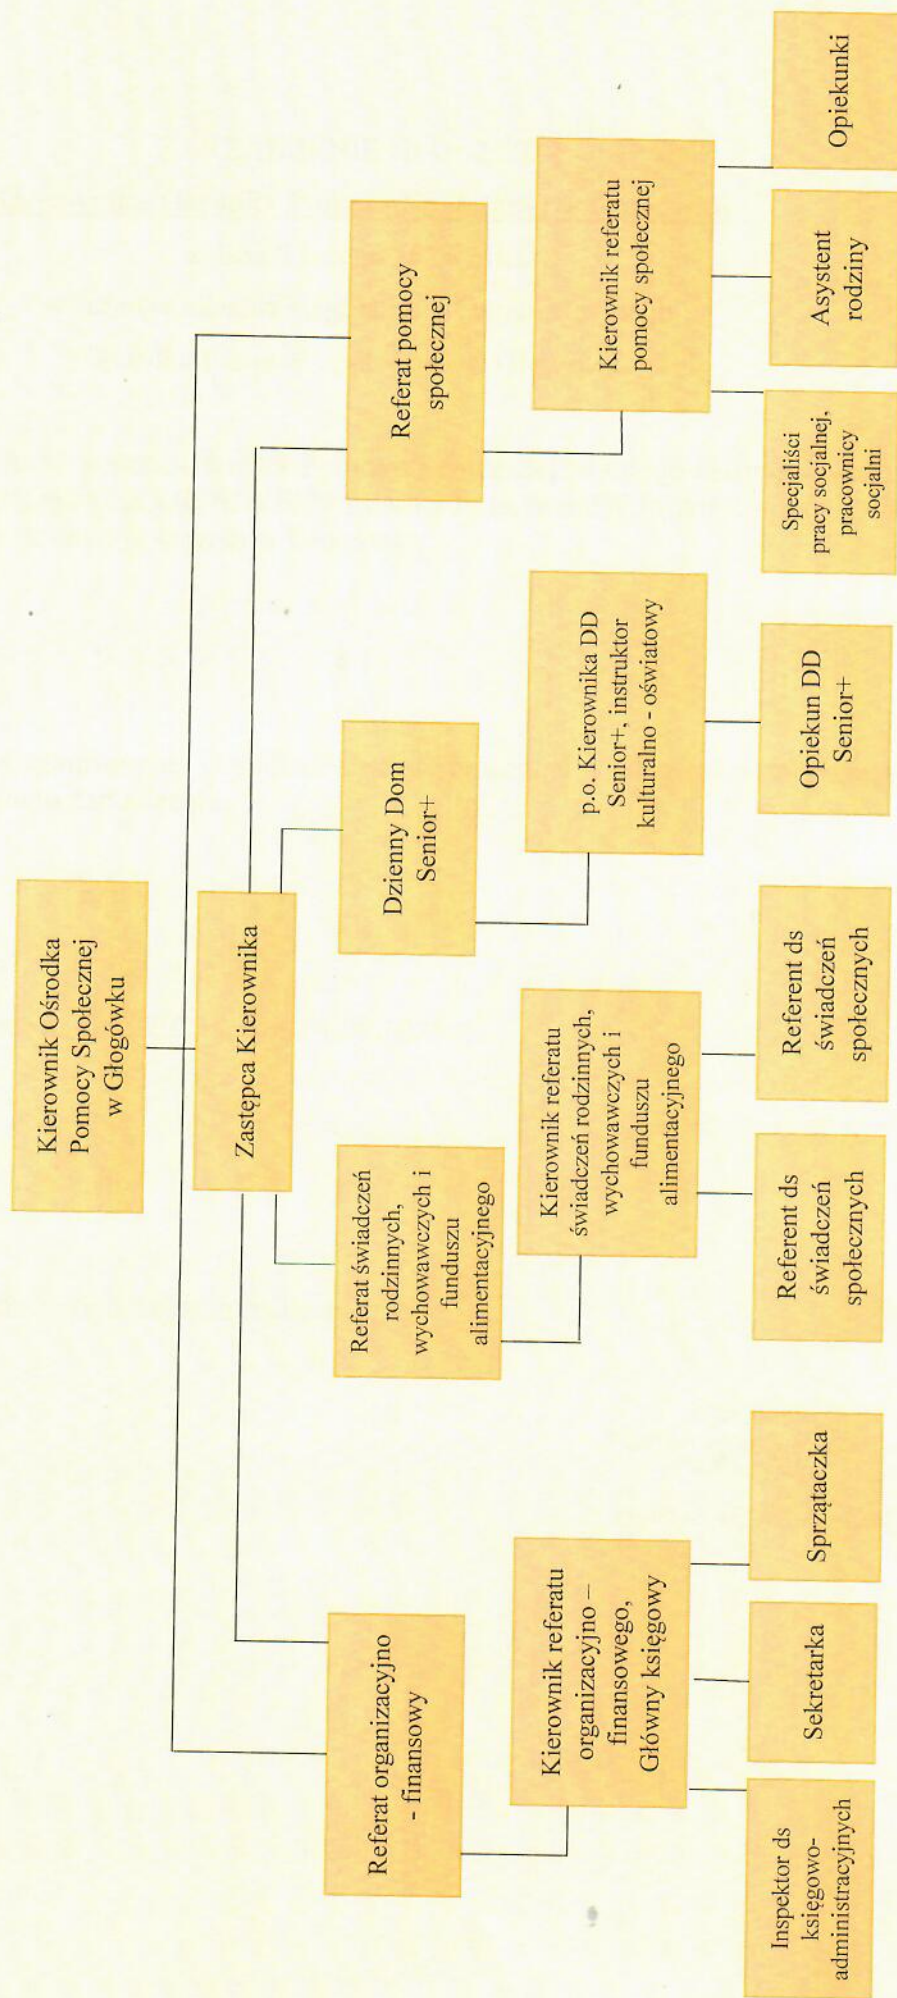 Kierownik Ośrodka
Pomocy Społecznej
w Głogówku
Zastępca Kierownika
Referat organizacyjno
- finansowy
Referat świadczeń
rodzinnych,
wychowawczych i
funduszu
alimentacyjnego
Dzienny Dom
Senior+
Referat pomocy
społecznej
Kierownik referatu
organizacyjno –
finansowego,
Główny księgowy
Kierownik referatu
świadczeń rodzinnych,
wychowawczych i
funduszu
alimentacyjnego
p.o. Kierownika DD
Senior+, instruktor
kulturalno - oświatowy
Kierownik referatu
pomocy społecznej
Inspektor ds
księgowo-
administracyjnych
Sekretarka
Sprzątaczka
Referent ds
świadczeń
społecznych
Referent ds
świadczeń
społecznych
Opiekun DD
Senior+
Specjaliści
pracy socjalnej,
pracownicy
socjalni
Asystent
rodziny
Opiekunki